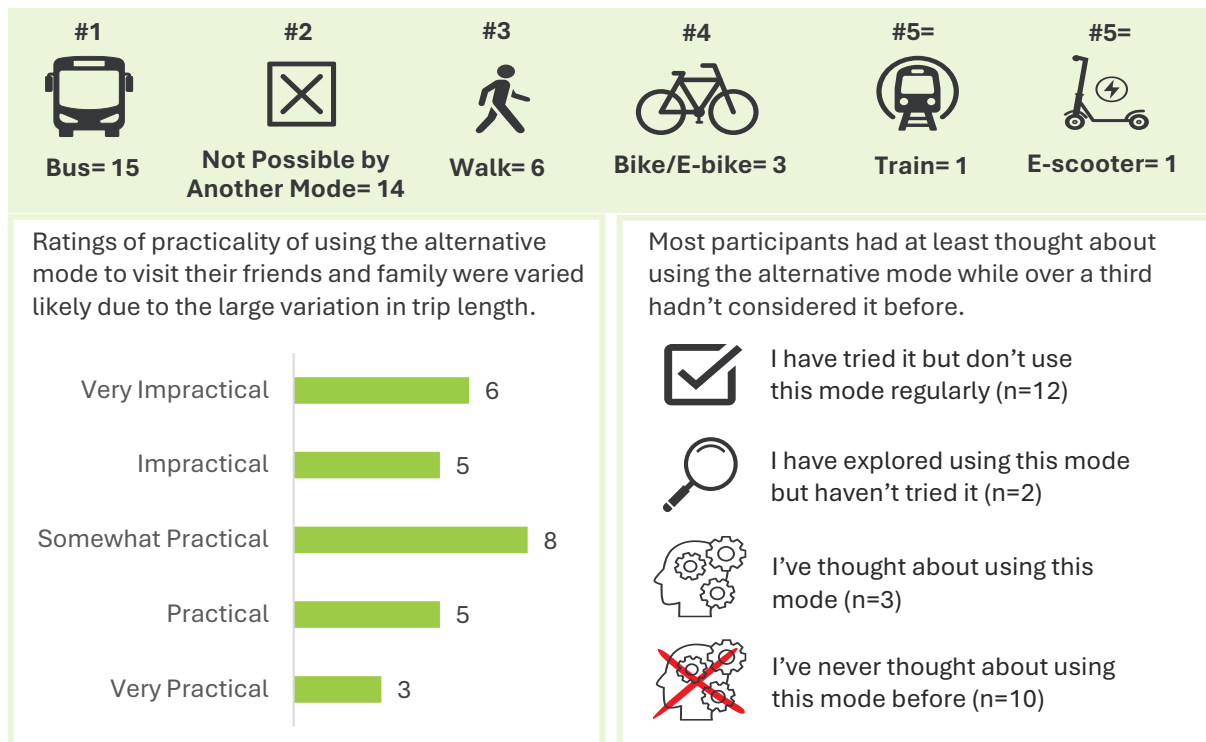 #1
#2
#3
#4
#5=
#5=
Bus= 15
Not Possible by
Another Mode= 14
Walk= 6
Bike/E-bike= 3
Train= 1
E-scooter= 1
Ratings of practicality of using the alternative
mode to visit their friends and family were varied
likely due to the large variation in trip length.
Very Impractical
6
Impractical
5
Somewhat Practical
8
Practical
5
Very Practical
3
Most participants had at least thought about
using the alternative mode while over a third
hadn’t considered it before.
I have tried it but don’t use
this mode regularly (n=12)
I have explored using this mode
but haven’t tried it (n=2)
I’ve thought about using this
mode (n=3)
I’ve never thought about using
this mode before (n=10)